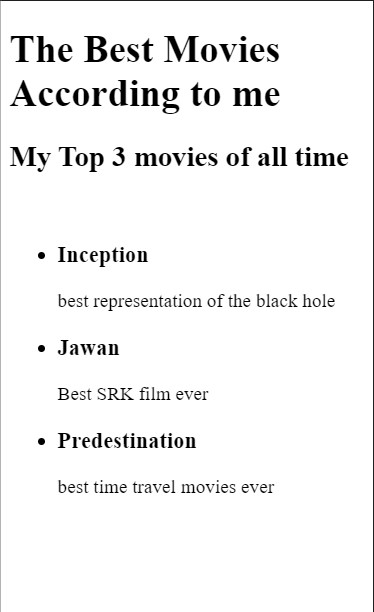 The Best Movies
According to me
My Top 3 movies of all time
Inception
best representation of the black hole
Jawan
Best SRK film ever
Predestination
best time travel movies ever